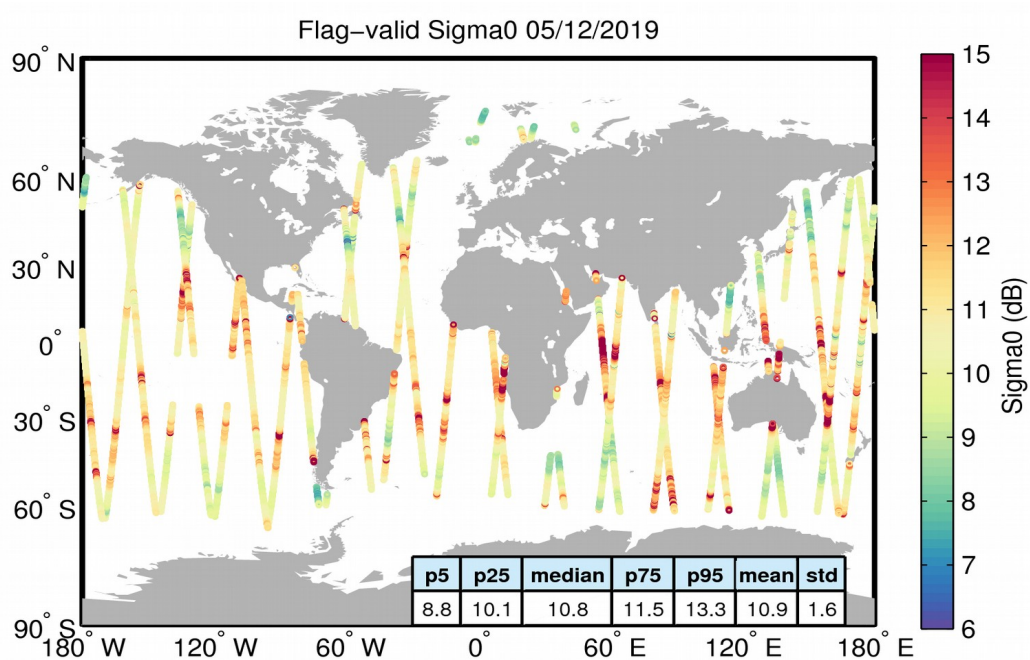 Flag−valid Sigma0 05/12/2019
90° N
60° N
30° N
0°
30° S
60° S
90° S
180° W
120° W
60° W
0°
60° E
120° E
180° E
p5 p25 median p75 p95 mean std
8.8 10.1 10.8 11.5 13.3 10.9 1.6
15
14
13
12
11
10
9
8
7
6
Sigma0 (dB)